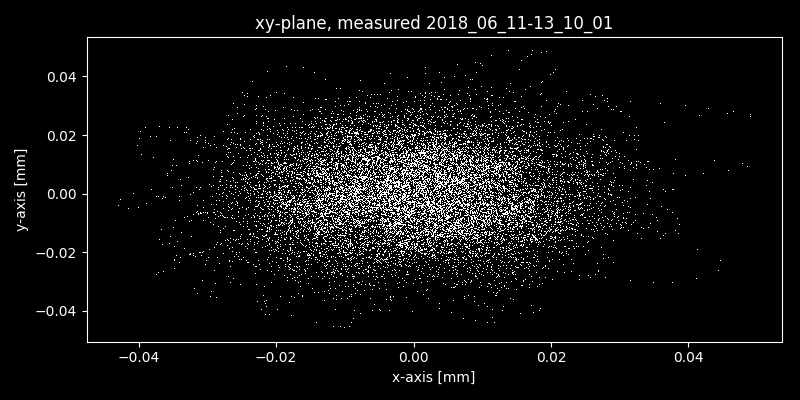 xy-plane, measured 2018_06_11-13_10_01
y-axis [mm]
0.04
0.02
0.00
−0.02
−0.04
−0.04 −0.02 0.00 0.02 0.04
x-axis [mm]